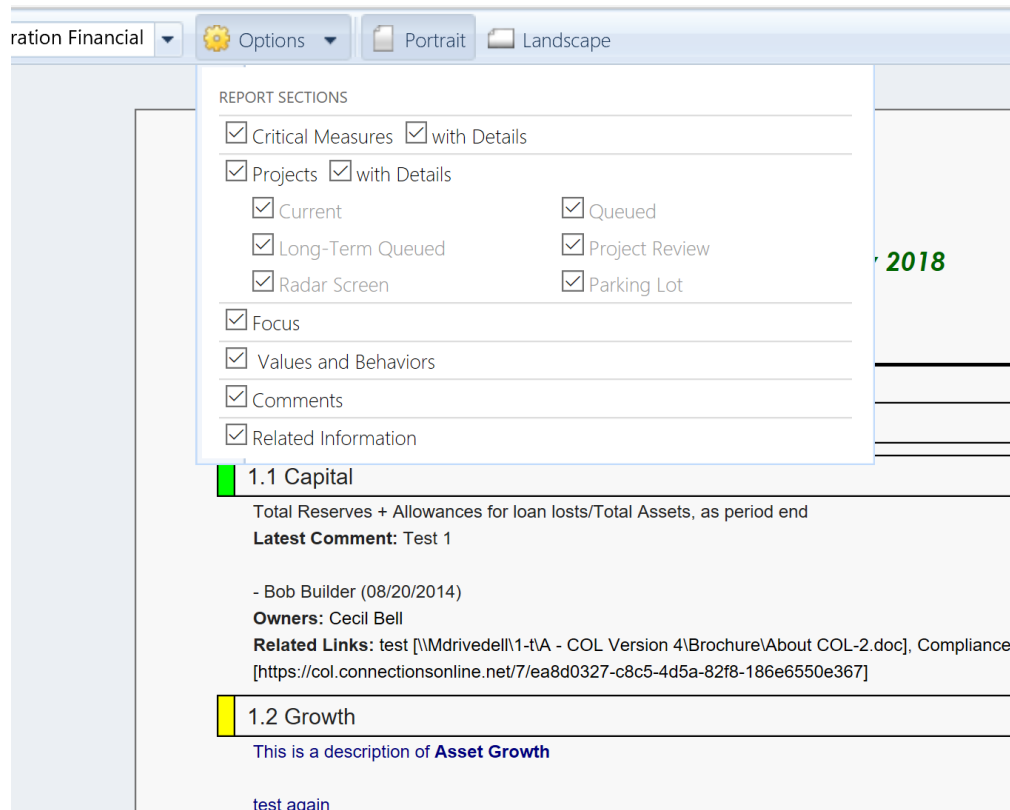 ration Financial Options Portrait Landscape
REPORT SECTIONS
Critical Measures with Details
Projects with Details
Current Queued
Long-Term Queued Project Review
Radar Screen Parking Lot
2018
Focus
Values and Behaviors
Comments
Related Information
1.1 Capital
Total Reserves + Allowances for loan losts/Total Assets, as period end
Latest Comment: Test 1
- Bob Builder (08/20/2014)
Owners: Cecil Bell
Related Links: test [\\Mdrivedell\1-t\A - COL Version 4\Brochure\About COL-2.doc], Compliance
[https://col.connectionsonline.net/7/ea8d0327-c8c5-4d5a-82f8-186e6550e367]
1.2 Growth
This is a description of Asset Growth
test again